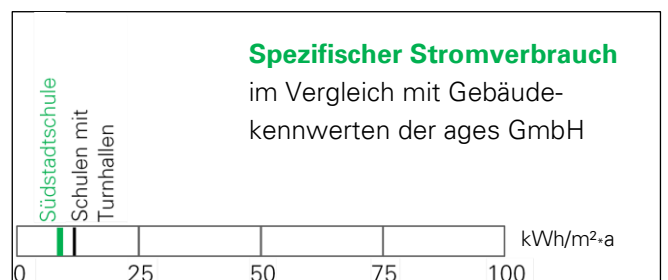 Spezifischer Stromverbrauch
im Vergleich mit Gebäude-
kennwerten der ages GmbH
Südstadtschule
Schulen mit
Turnhallen
kWh/m²*a
0 25 50 75 100